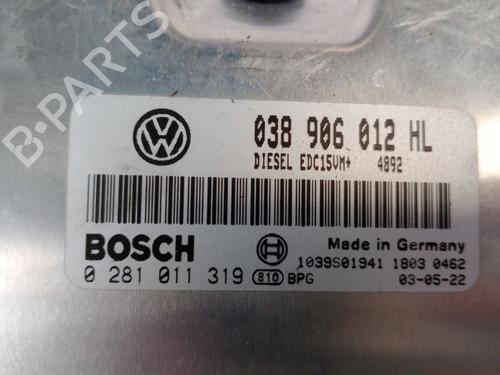 B-PARTS
038 906 012 HL
DIESEL EDC15VM+ 4892
BOSCH
Made in Germany
0 281 011 319 810 BPG
1039S01941 1803 0462
03-05-22